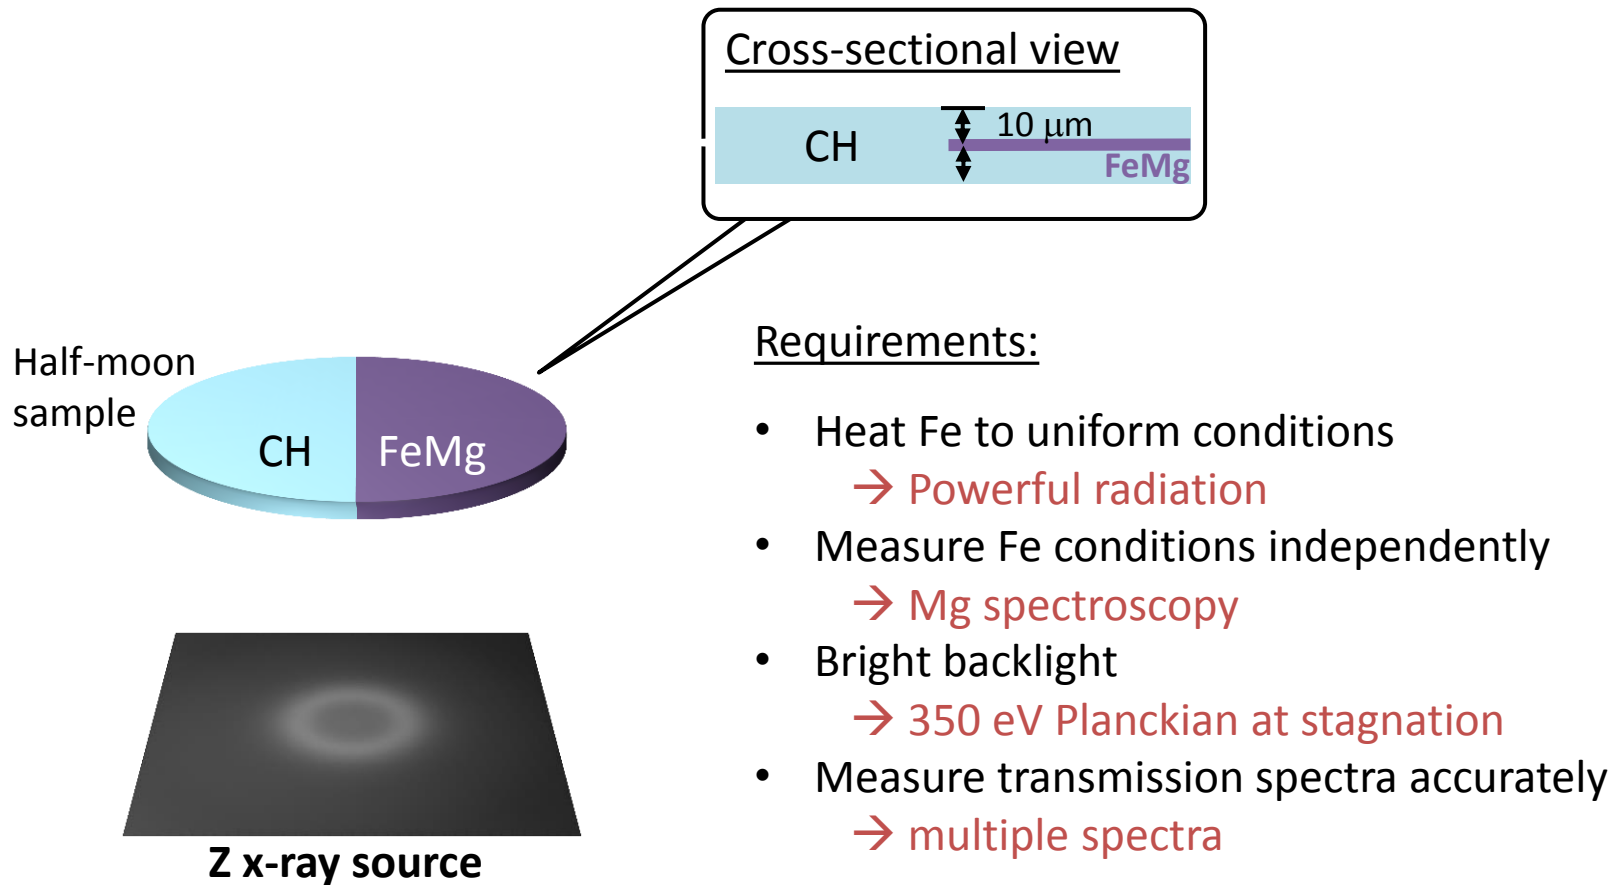 Cross-sectional view
10 μm
CH
FeMg
Half-moon
sample
CH
FeMg
Z x-ray source
Requirements:
• Heat Fe to uniform conditions
→ Powerful radiation
• Measure Fe conditions independently
→ Mg spectroscopy
• Bright backlight
→ 350 eV Planckian at stagnation
• Measure transmission spectra accurately
→ multiple spectra